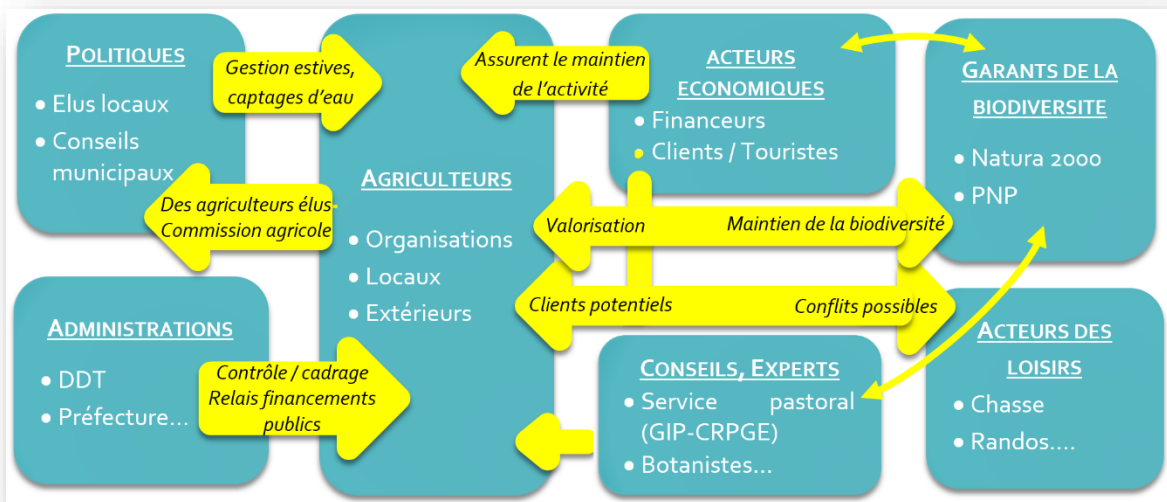 POLITIQUES
• Elus locaux
• Conseils
municipaux
Gestion estives,
captages d'eau
Des agriculteurs élus
Commission agricole
ADMINISTRATIONS
• DDT
• Préfecture...
Contrôle / cadrage
Relais financements
publics
AGRICULTEURS
• Organisations
• Locaux
• Extérieurs
Assurent le maintien
de l'activité
ACTEURS
ECONOMIQUES
• Financeurs
• Clients / Touristes
GARANTS DE LA
BIODIVERSITE
• Natura 2000
• PNP
Valorisation Maintien de la biodiversité
Clients potentiels Conflits possibles
CONSEILS, EXPERTS
• Service pastoral
(GIP-CRPGE)
• Botanistes...
ACTEURS DES
LOISIRS
• Chasse
• Randos....